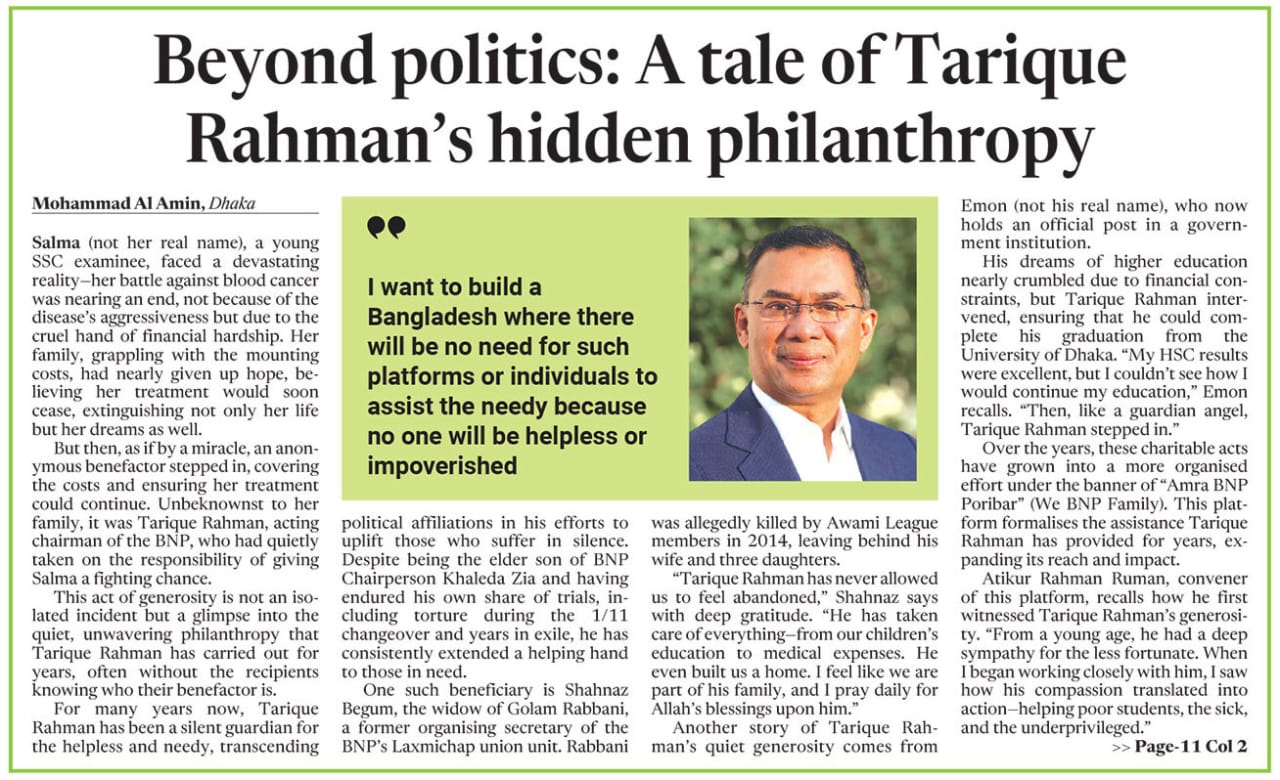 Beyond politics: A tale of Tarique
Rahman's hidden philanthropy
Mohammad Al Amin, Dhaka
Salma (not her real name), a young
SSC examinee, faced a devastating
reality—her battle against blood cancer
was nearing an end, not because of the
disease's aggressiveness but due to the
cruel hand of financial hardship. Her
family, grappling with the mounting
costs, had nearly given up hope, be-
lieving her treatment would soon
cease, extinguishing not only her life
but her dreams as well.
But then, as if by a miracle, an anon-
ymous benefactor stepped in, covering
the costs and ensuring her treatment
could continue. Unbeknownst to her
family, it was Tarique Rahman, acting
chairman of the BNP, who had quietly
taken on the responsibility of giving
Salma a fighting chance.
This act of generosity is not an iso-
lated incident but a glimpse into the
quiet, unwavering philanthropy that
Tarique Rahman has carried out for
years, often without the recipients
knowing who their benefactor is.
For many years now, Tarique
Rahman has been a silent guardian for
the helpless and needy, transcending
”
I want to build a
Bangladesh where there
will be no need for such
platforms or individuals to
assist the needy because
no one will be helpless or
impoverished
political affiliations in his efforts to
uplift those who suffer in silence.
Despite being the elder son of BNP
Chairperson Khaleda Zia and having
endured his own share of trials, in-
cluding torture during the 1/11
changeover and years in exile, he has
consistently extended a helping hand
to those in need.
One such beneficiary is Shahnaz
Begum, the widow of Golam Rabbani,
a former organising secretary of the
BNP's Laxmichap union unit. Rabbani
was allegedly killed by Awami League
members in 2014, leaving behind his
wife and three daughters.
“Tarique Rahman has never allowed
us to feel abandoned,” Shahnaz says
with deep gratitude. “He has taken
care of everything—from our children's
education to medical expenses. He
even built us a home. I feel like we are
part of his family, and I pray daily for
Allah's blessings upon him.”
Another story of Tarique Rah-
man's quiet generosity comes from
Emon (not his real name), who now
holds an official post in a govern-
ment institution.
His dreams of higher education
nearly crumbled due to financial con-
straints, but Tarique Rahman inter-
vened, ensuring that he could com-
plete his graduation from the
University of Dhaka. “My HSC results
were excellent, but I couldn't see how I
would continue my education,” Emon
recalls. “Then, like a guardian angel,
Tarique Rahman stepped in.”
Over the years, these charitable acts
have grown into a more organised
effort under the banner of “Amra BNP
Poribar” (We BNP Family). This plat-
form formalises the assistance Tarique
Rahman has provided for years, ex-
panding its reach and impact.
Atikur Rahman Ruman, convener
of this platform, recalls how he first
witnessed Tarique Rahman's generosi-
ty. “From a young age, he had a deep
sympathy for the less fortunate. When
I began working closely with him, I saw
how his compassion translated into
action—helping poor students, the sick,
and the underprivileged.”
>> Page-11 Col 2